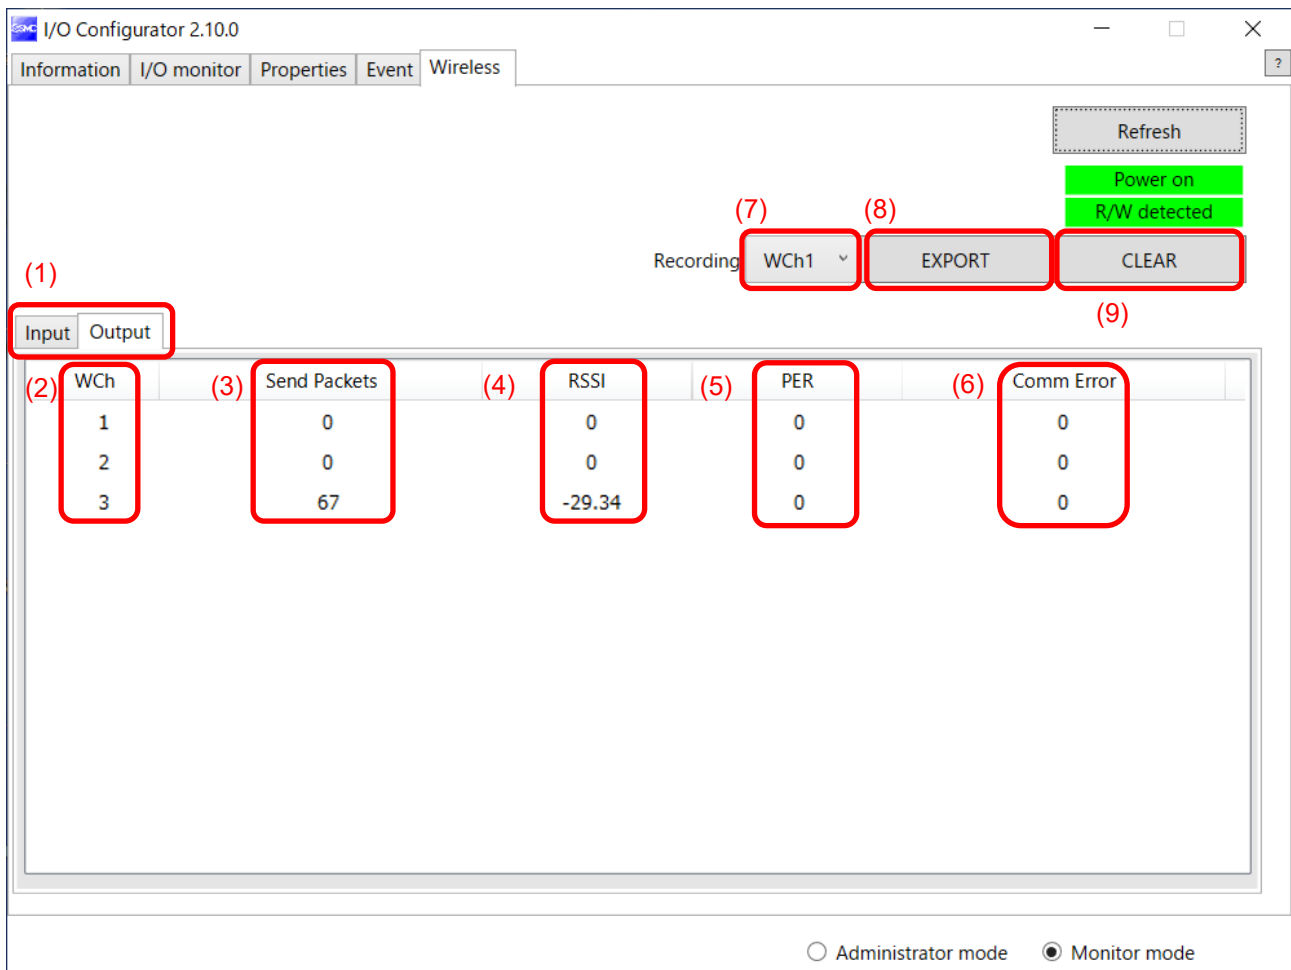 SMC I/O Configurator 2.10.0
Information I/O monitor Properties Event Wireless ?
Refresh
Power on
R/W detected
(7) (8)
Recording WCh1 EXPORT CLEAR
(1)
(9)
Input Output
(2) WCh (3) Send Packets (4) RSSI (5) PER (6) Comm Error
1 0 0 0 0
2 0 0 0 0
3 67 -29.34 0 0
Administrator mode Monitor mode